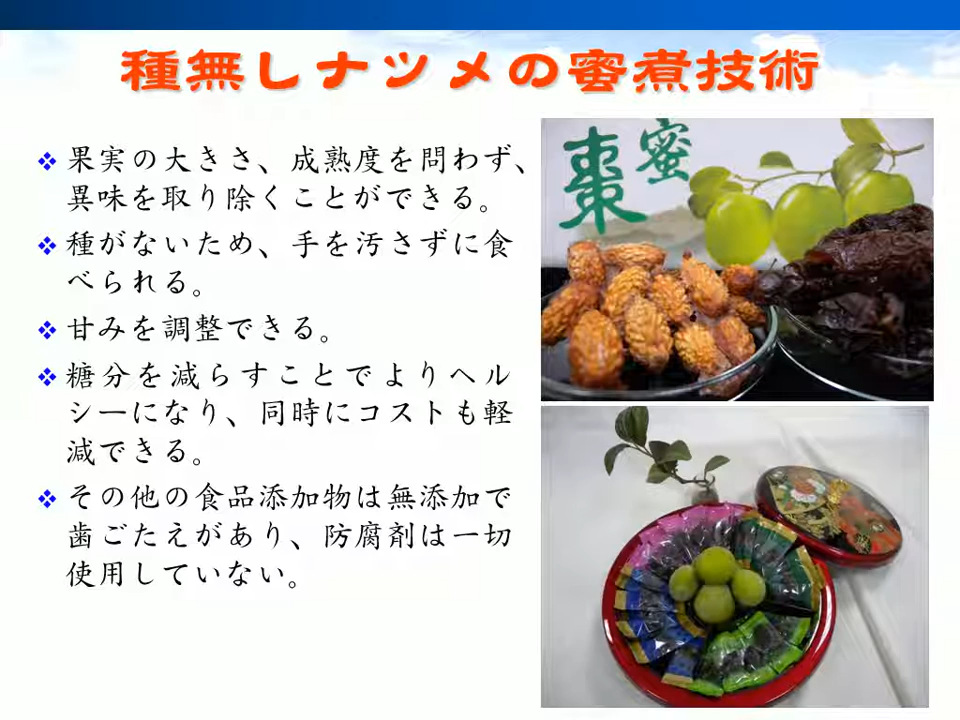 種無しナツメの蜜煮技術
果実の大きさ、成熟度を問わず、
異味を取り除くことができる。
種がないため、手を汚さずに食
べられる。
甘みを調整できる。
糖分を減らすことでよりヘル
シーになり、同時にコストも軽
減できる。
その他の食品添加物は無添加で
歯ごたえがあり、防腐剤は一切
使用していない。
蜜
棗